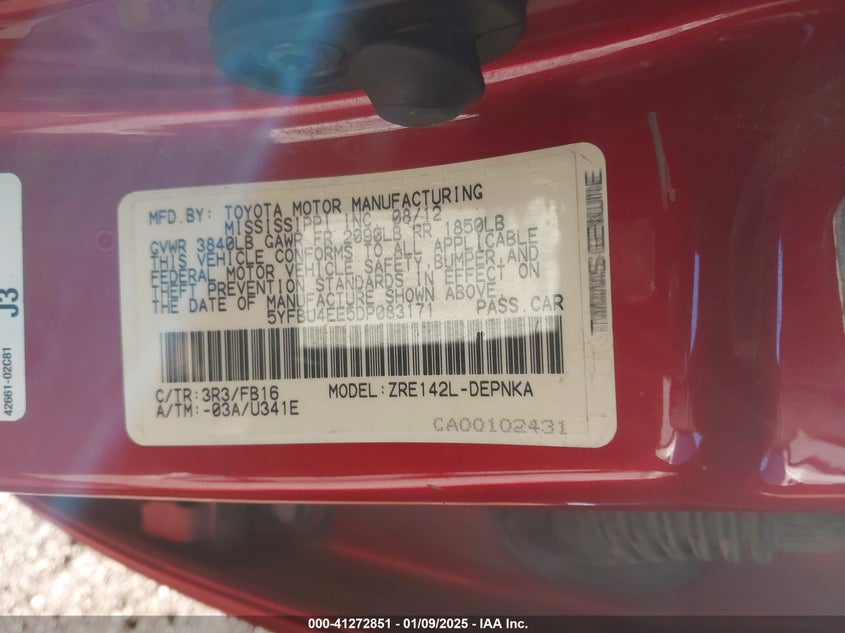 MFD.BY: TOYOTA MOTOR MANUFACTURING
MISSISSIPPI, INC. 08/12
GVWR 3840LB GAWR FR 2090LB RR 1850LB
THIS VEHICLE CONFORMS TO ALL APPLICABLE
FEDERAL MOTOR VEHICLE SAFETY, BUMPER, AND
THEFT PREVENTION STANDARDS IN EFFECT ON
THE DATE OF MANUFACTURE SHOWN ABOVE.
5YFBU4EE5DP083171 PASS.CAR
C/TR:3R3/FB16 MODEL:ZRE142L-DEPNKA
A/TM:-03A/U341E
CA00102431
GENUINE
J3
42661-02C81
000-41272851 - 01/09/2025 - IAA Inc.